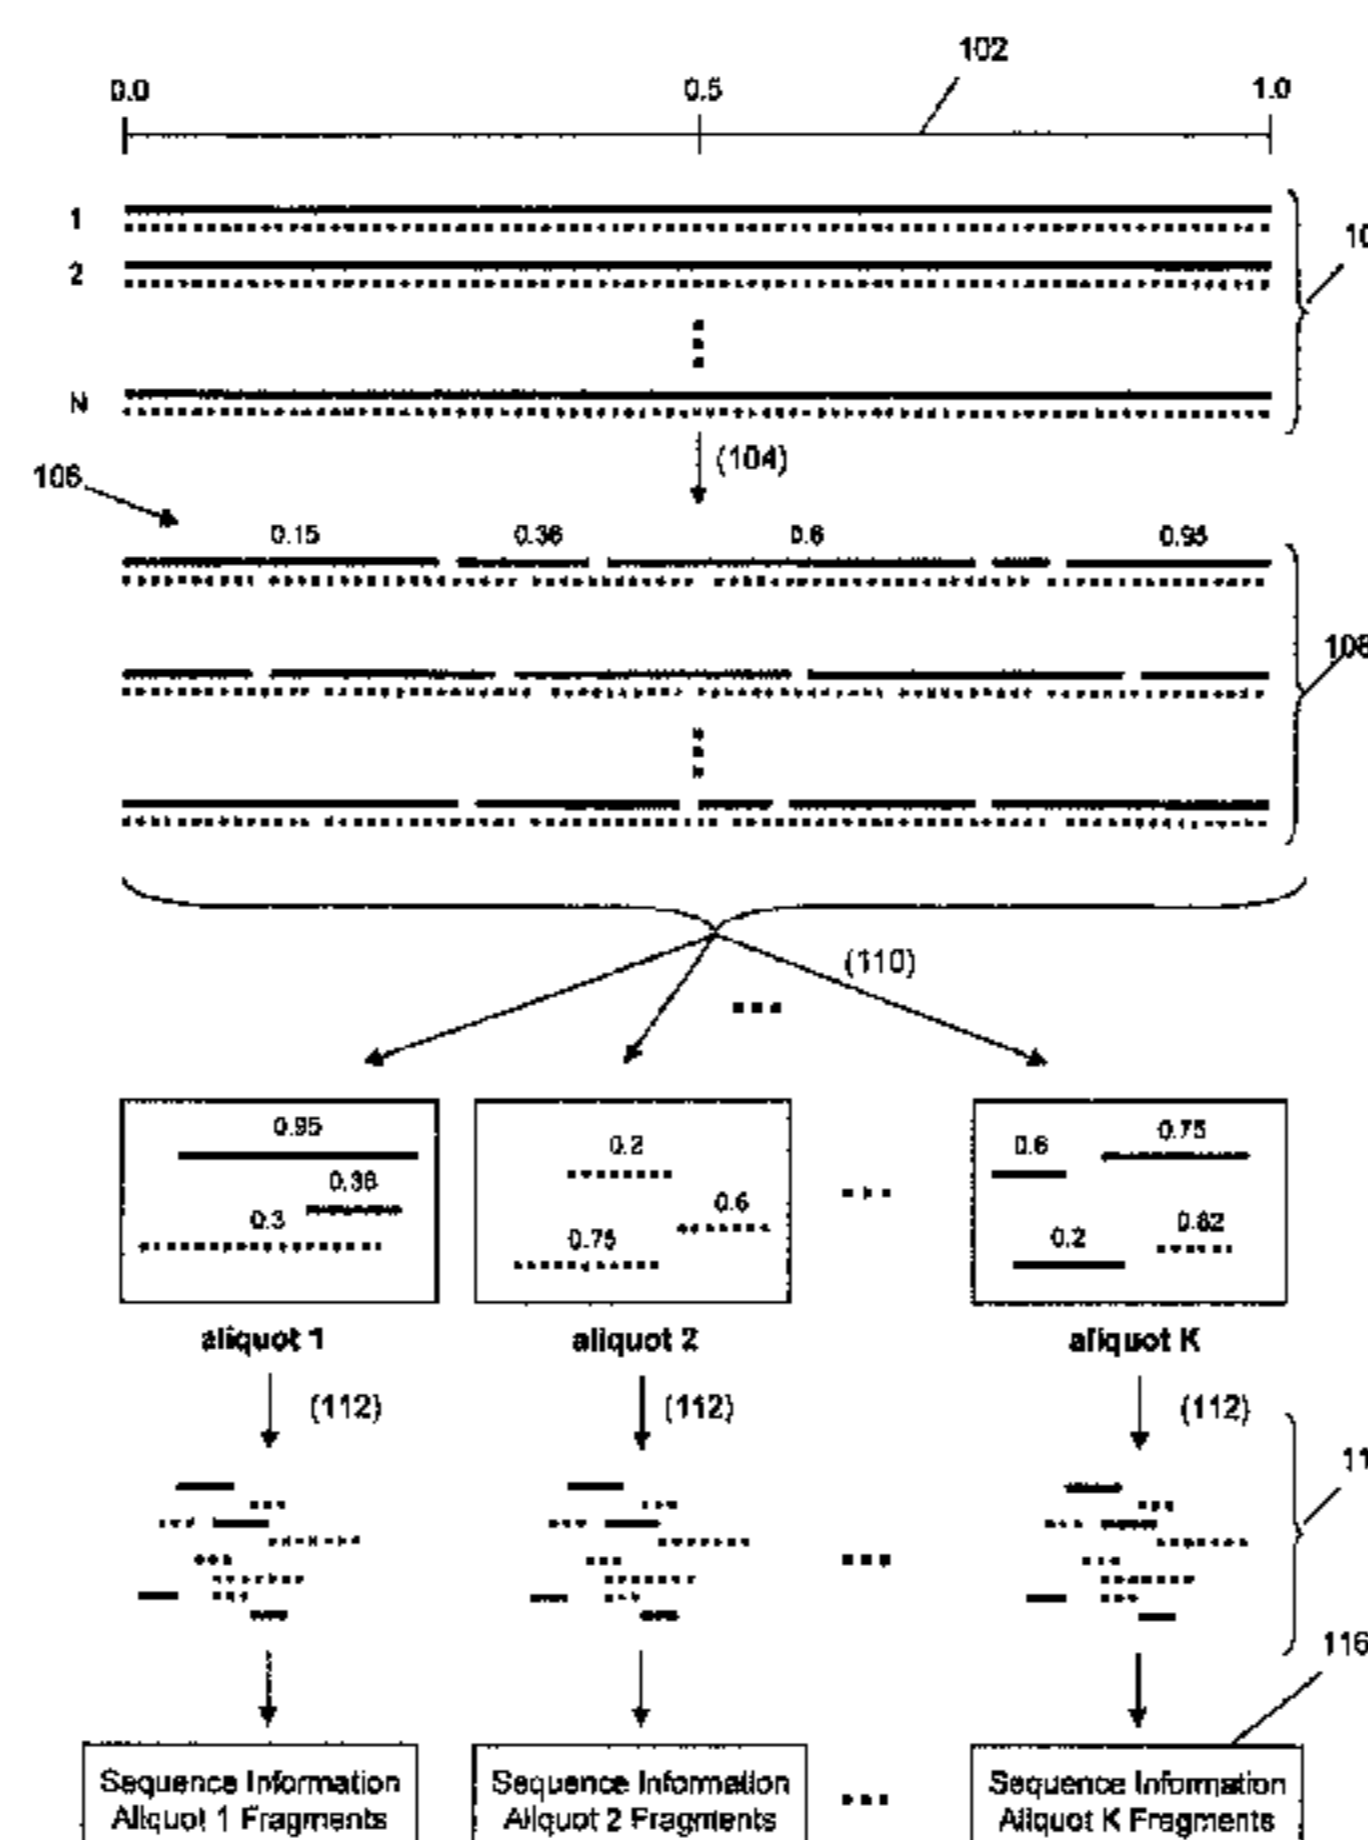 102
0.0 0.5 1.0
1
10
2
N
(104)
106
0.15 0.36 0.6 0.95
108
(110)
0.95
0.36
0.3
0.2
0.6
0.75
0.6 0.75
0.2 0.82
aliquot 1 aliquot 2 aliquot K
(112) (112) (112)
11
116
Sequence Information Sequence Information Sequence Information
Aliquot 1 Fragments Aliquot 2 Fragments Aliquot K Fragments